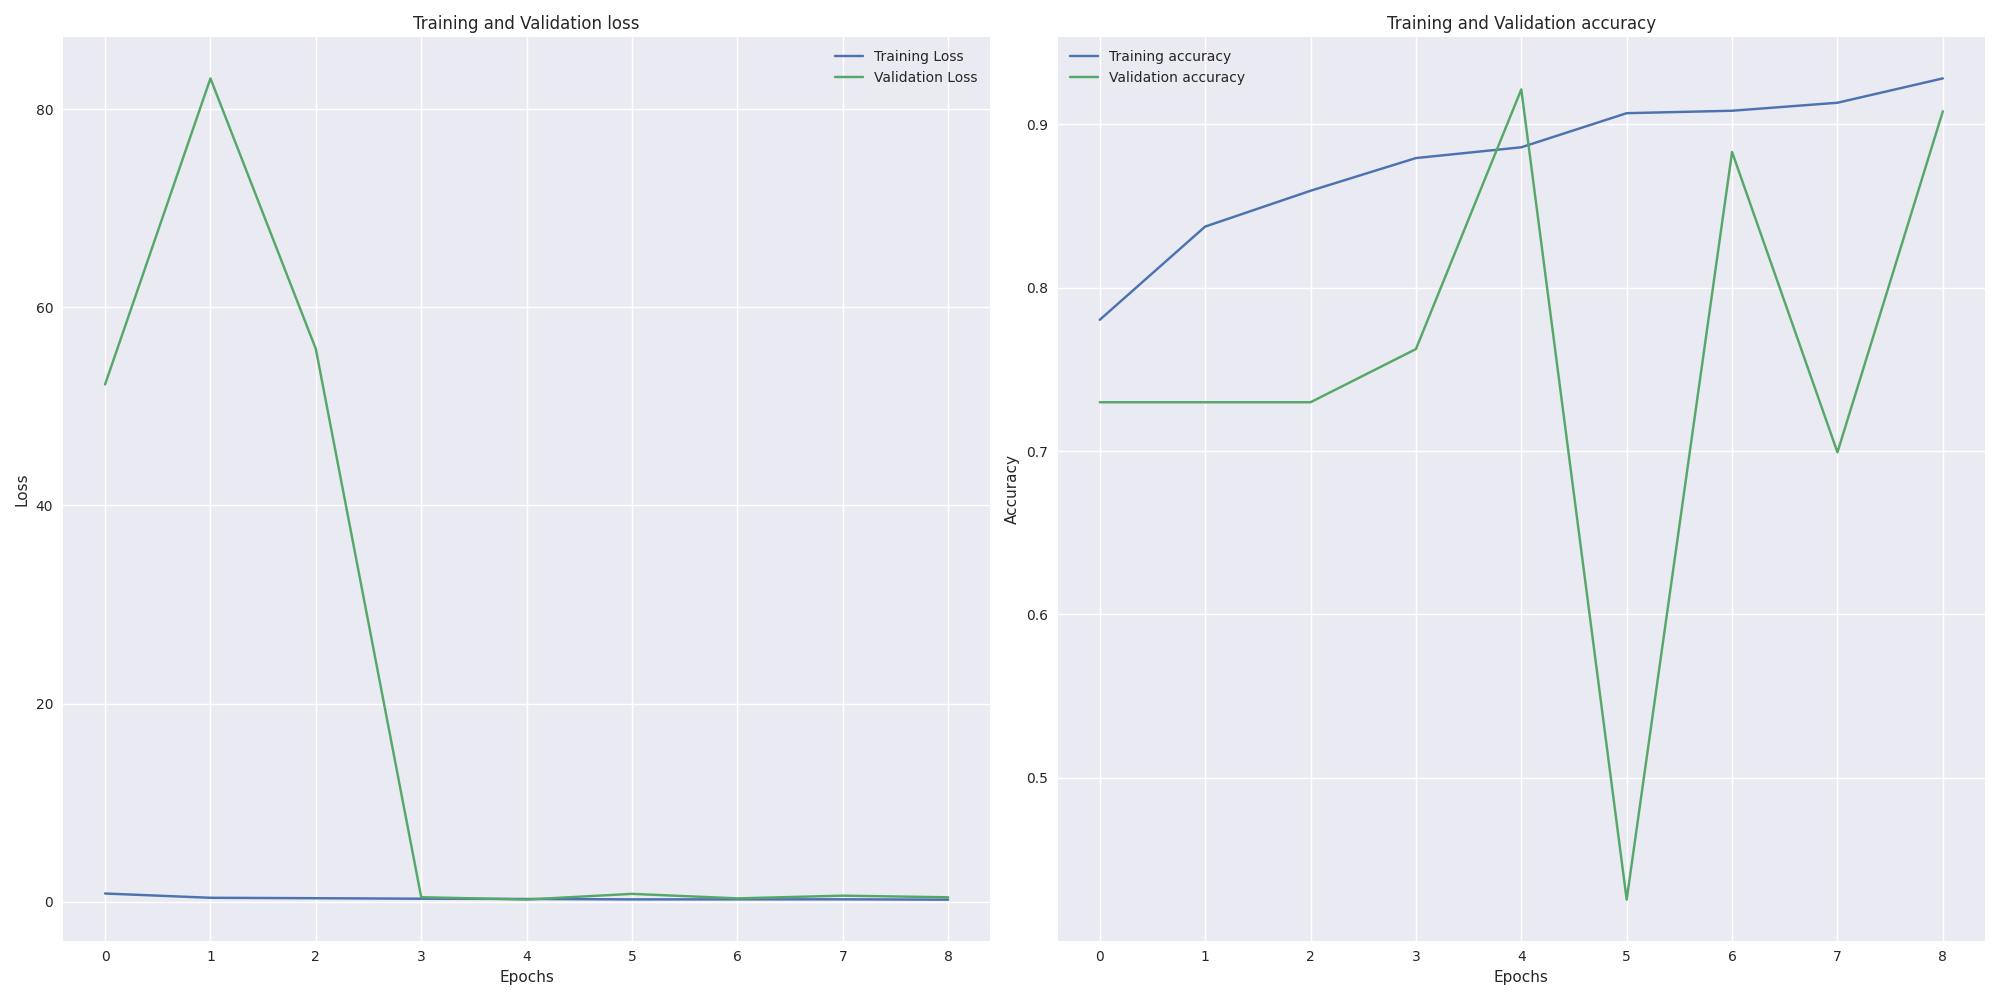 Training and Validation loss
Training Loss
Validation Loss
80
60
40
20
0
Loss
0 1 2 3 4 5 6 7 8
Epochs
Training and Validation accuracy
Training accuracy
Validation accuracy
0.9
0.8
0.7
0.6
0.5
Accuracy
0 1 2 3 4 5 6 7 8
Epochs